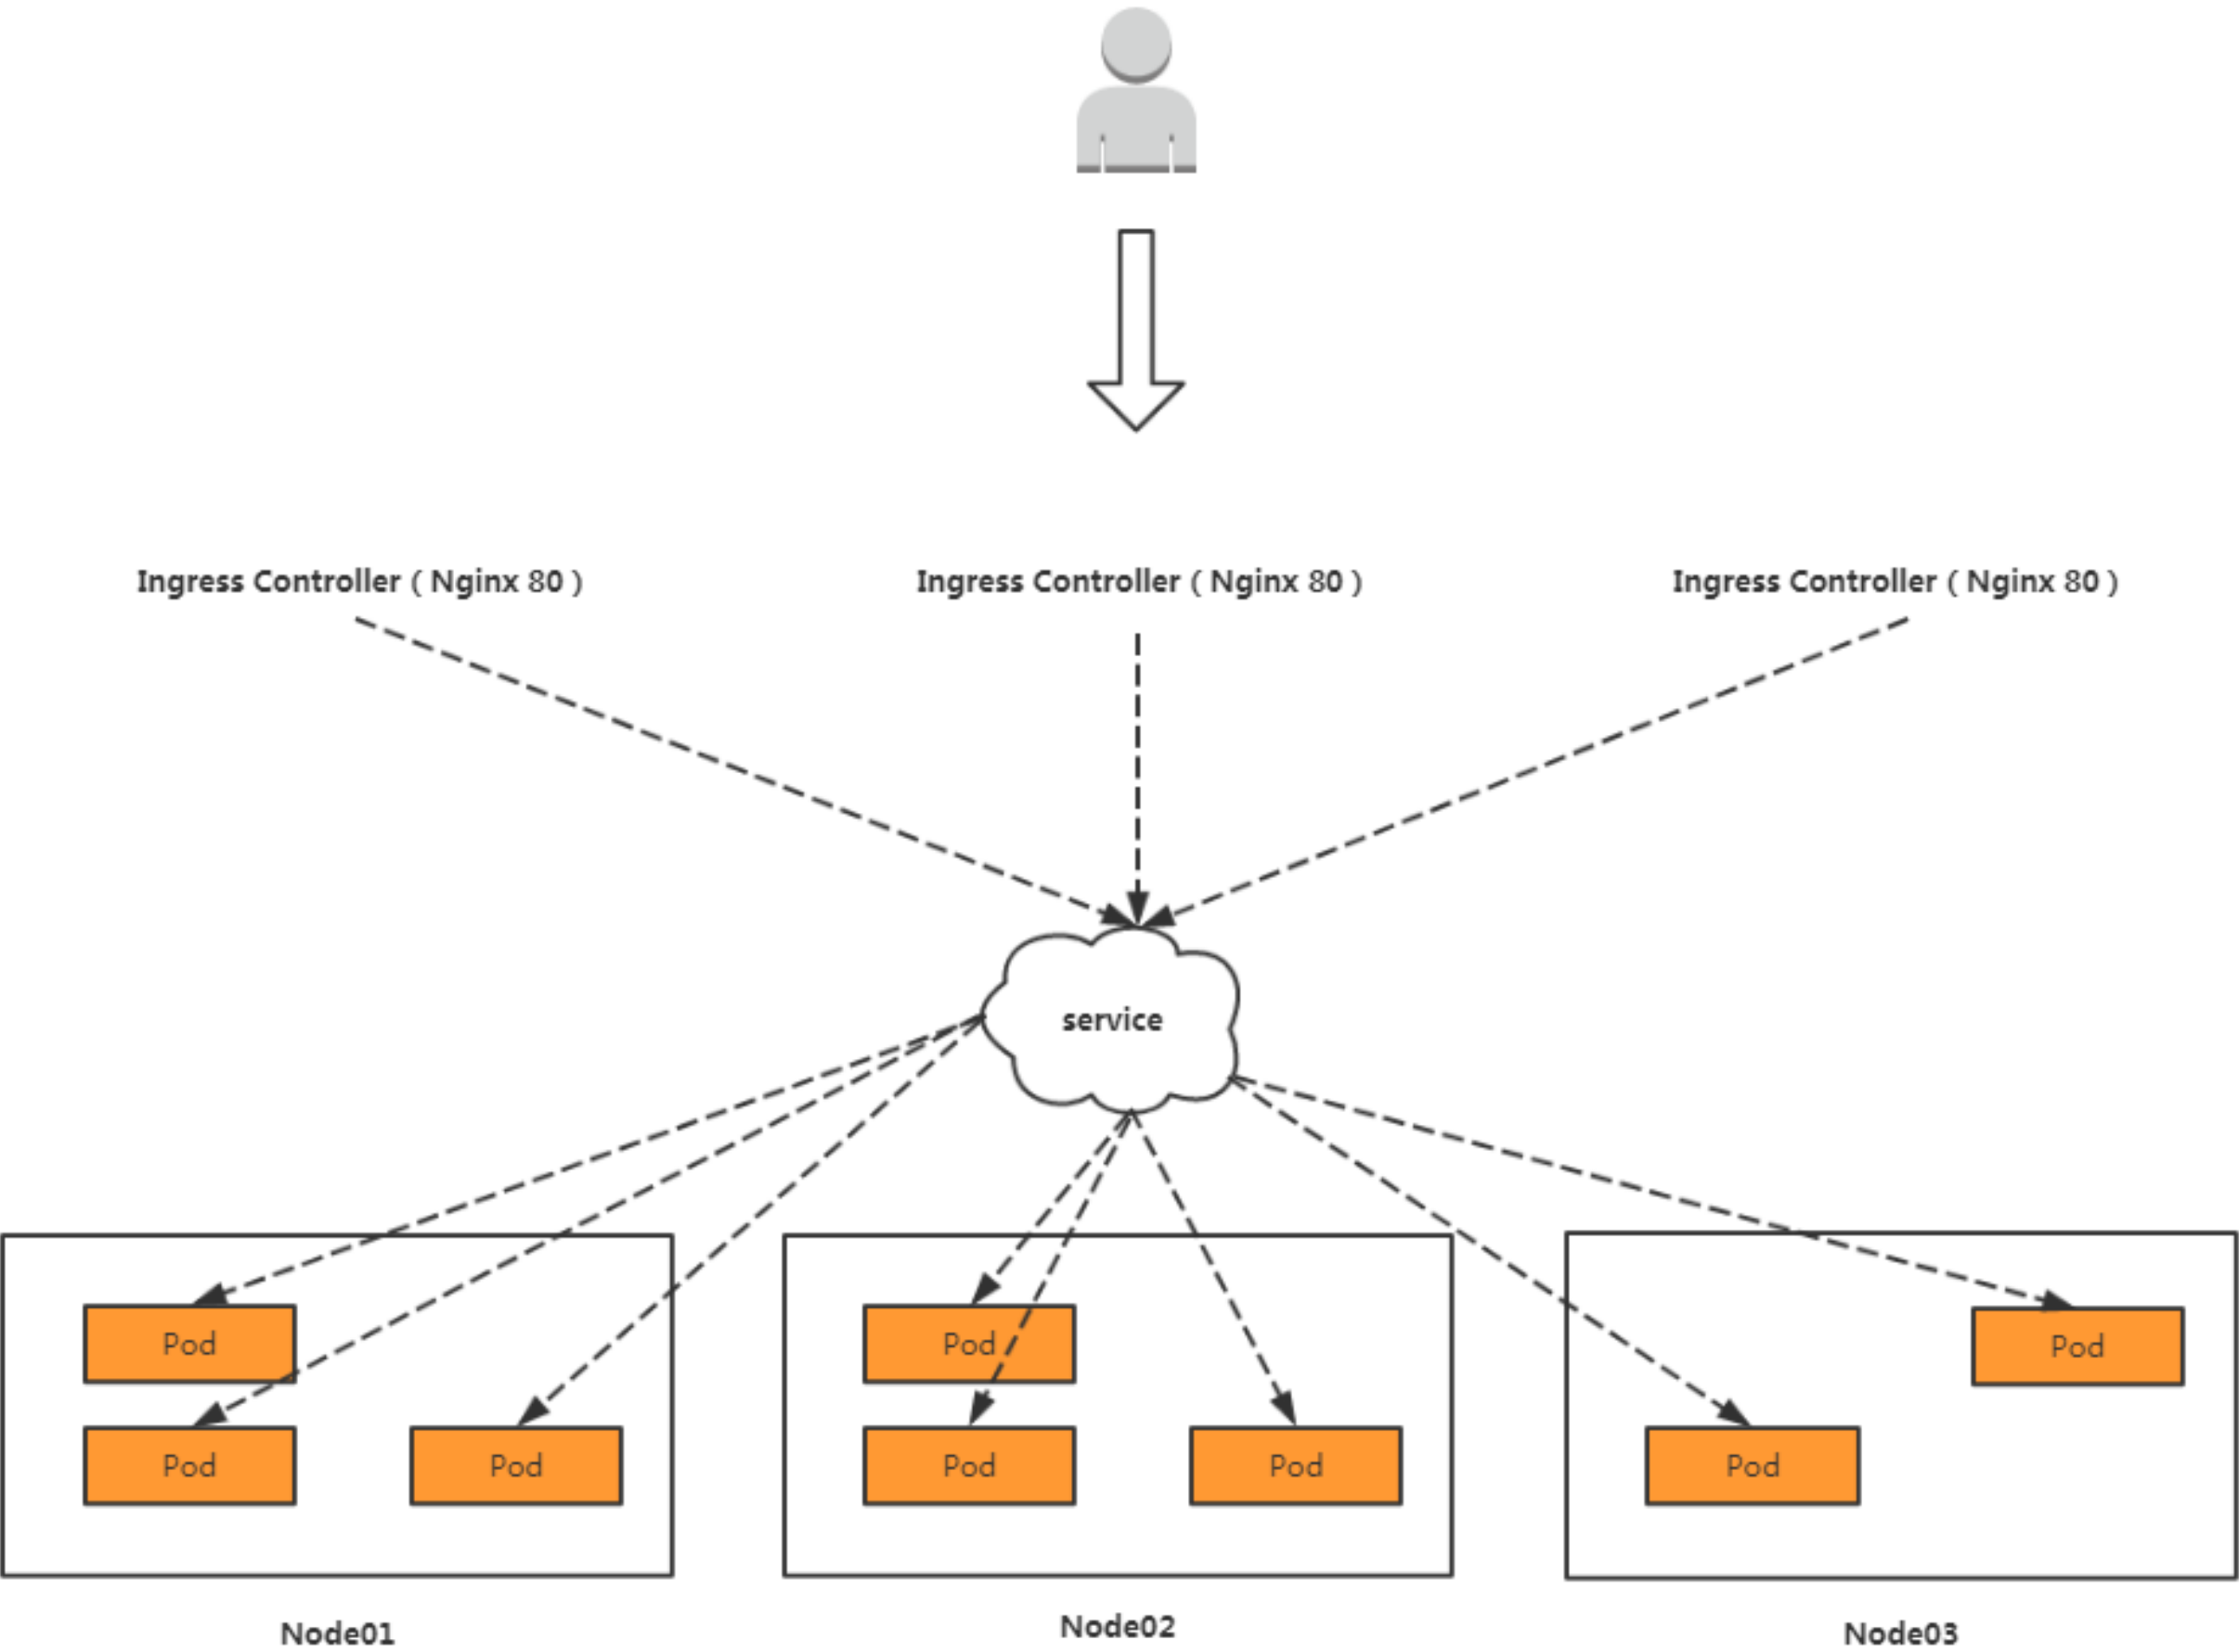 Ingress Controller ( Nginx 80 )
Ingress Controller ( Nginx 80 )
Ingress Controller ( Nginx 80 )
service
Pod
Pod
Pod
Pod
Pod
Pod
Pod
Pod
Node01
Node02
Node03